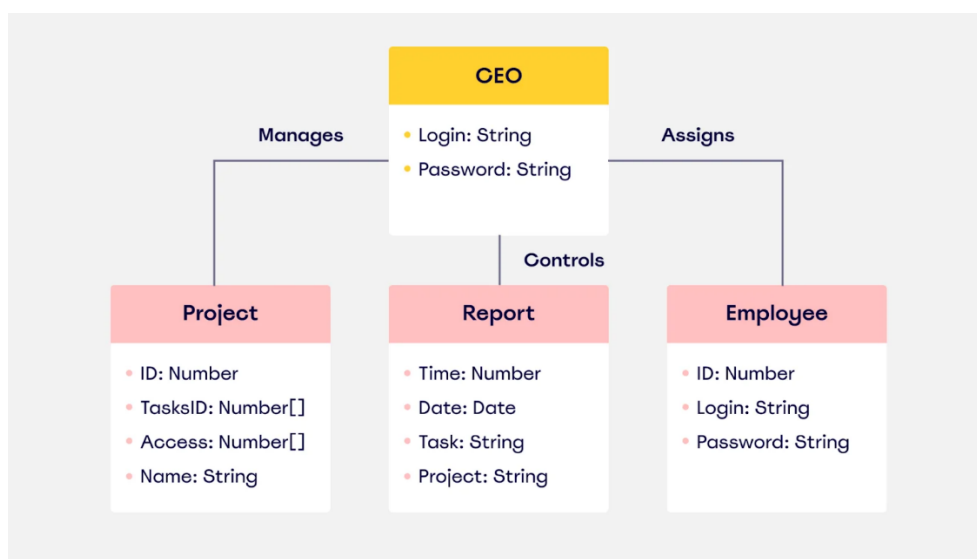 CEO
Manages
• Login: String
Assigns
• Password: String
Controls
Project
Report
Employee
• ID: Number
• TasksID: Number[]
• Access: Number[]
• Name: String
• Time: Number
• Date: Date
• Task: String
• Project: String
• ID: Number
• Login: String
• Password: String